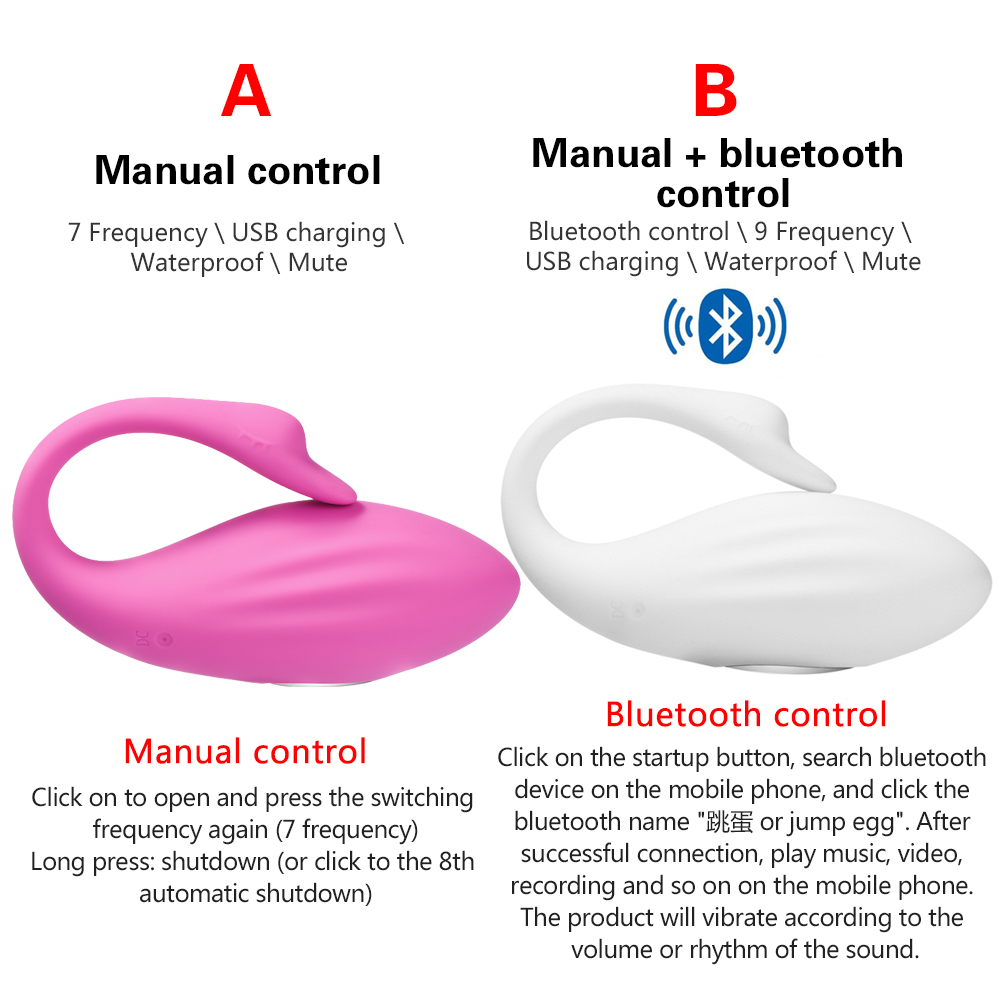 A
Manual control
7 Frequency \ USB charging \
Waterproof \ Mute
DC
Manual control
Click on to open and press the switching
frequency again (7 frequency)
Long press: shutdown (or click to the 8th
automatic shutdown)
B
Manual + bluetooth
control
Bluetooth control \ 9 Frequency \
USB charging \ Waterproof \ Mute
DC
Bluetooth control
Click on the startup button, search bluetooth
device on the mobile phone, and click the
bluetooth name "跳蛋 or jump egg". After
successful connection, play music, video,
recording and so on on the mobile phone.
The product will vibrate according to the
volume or rhythm of the sound.